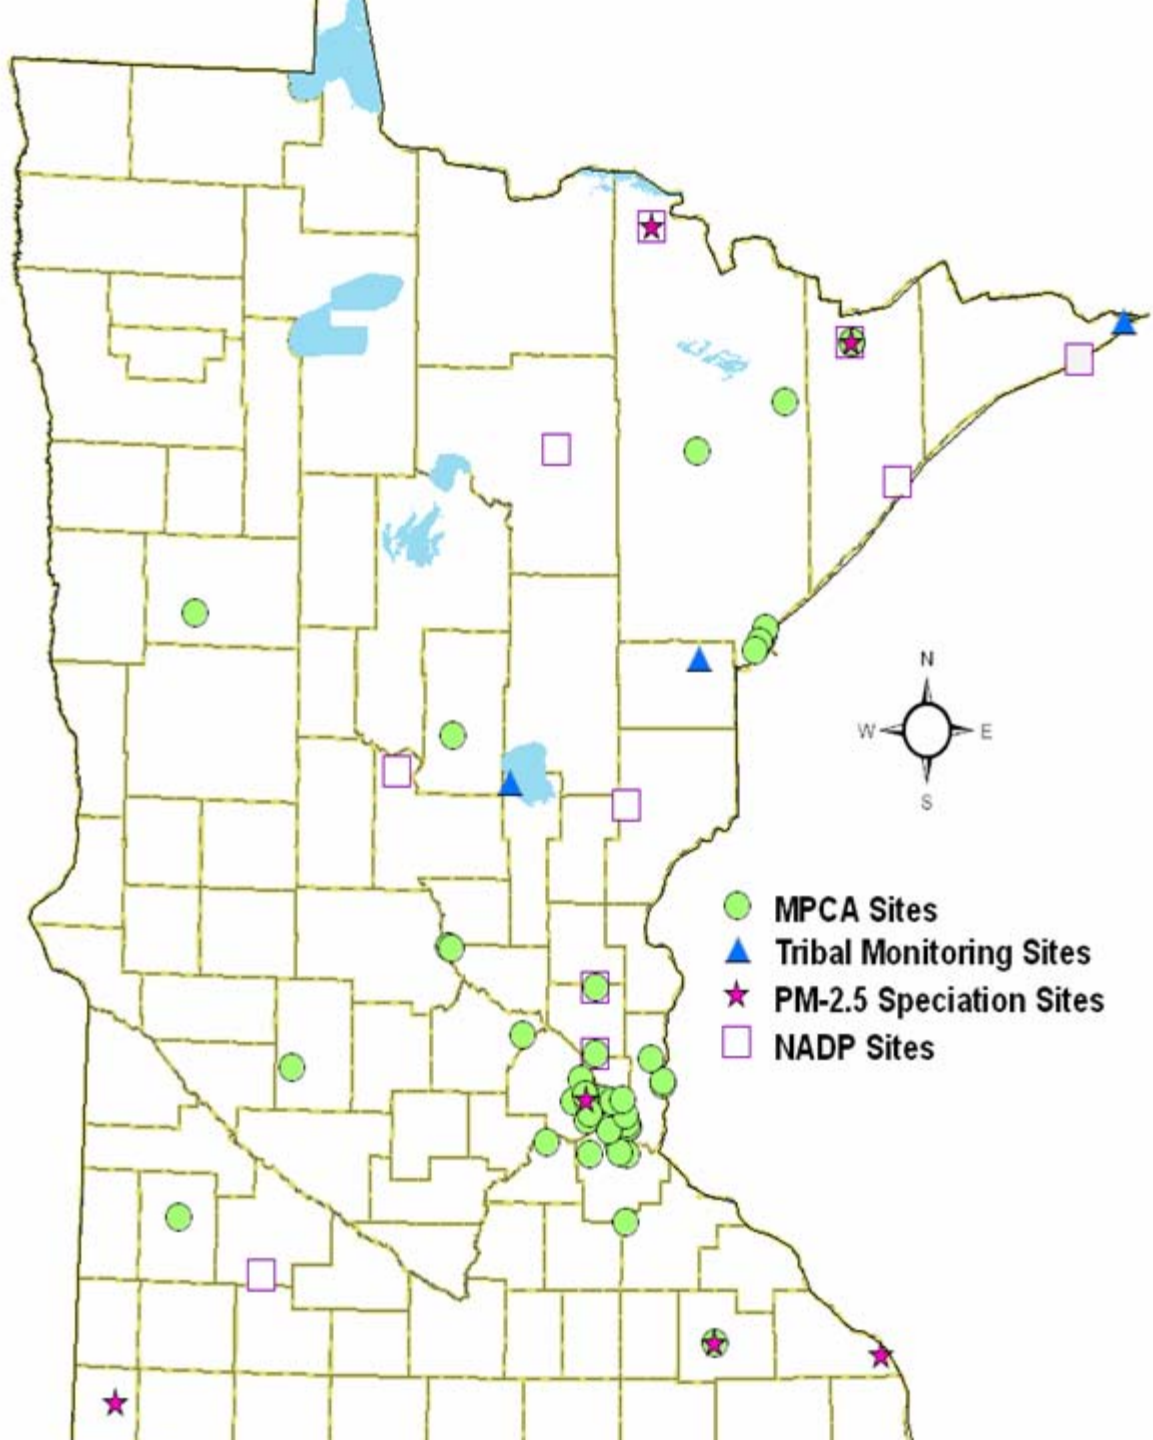 N
W E
S
MPCA Sites
Tribal Monitoring Sites
PM-2.5 Speciation Sites
NADP Sites